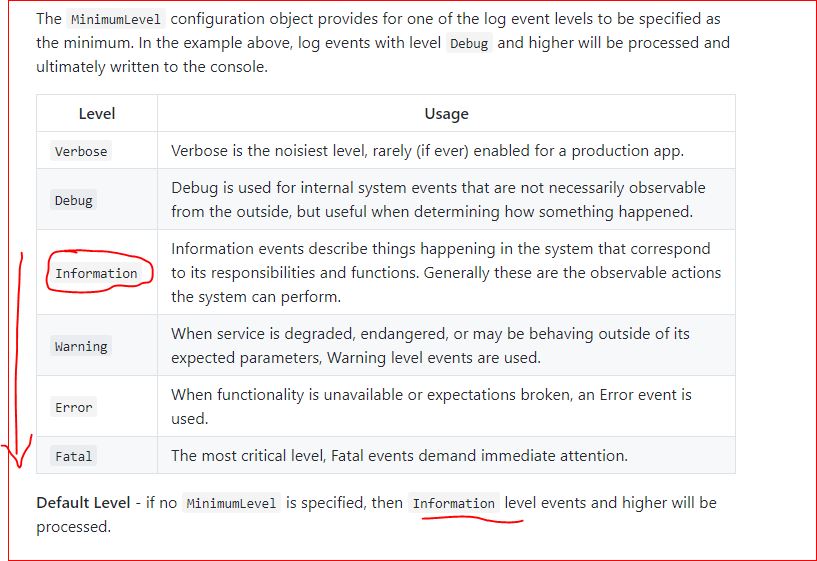 The MinimumLevel configuration object provides for one of the log event levels to be specified as
the minimum. In the example above, log events with level Debug and higher will be processed and
ultimately written to the console.
Level Usage
Verbose Verbose is the noisiest level, rarely (if ever) enabled for a production app.
Debug Debug is used for internal system events that are not necessarily observable
from the outside, but useful when determining how something happened.
Information Information events describe things happening in the system that correspond
to its responsibilities and functions. Generally these are the observable actions
the system can perform.
Warning When service is degraded, endangered, or may be behaving outside of its
expected parameters, Warning level events are used.
Error When functionality is unavailable or expectations broken, an Error event is
used.
Fatal The most critical level, Fatal events demand immediate attention.
Default Level - if no MinimumLevel is specified, then Information level events and higher will be
processed.